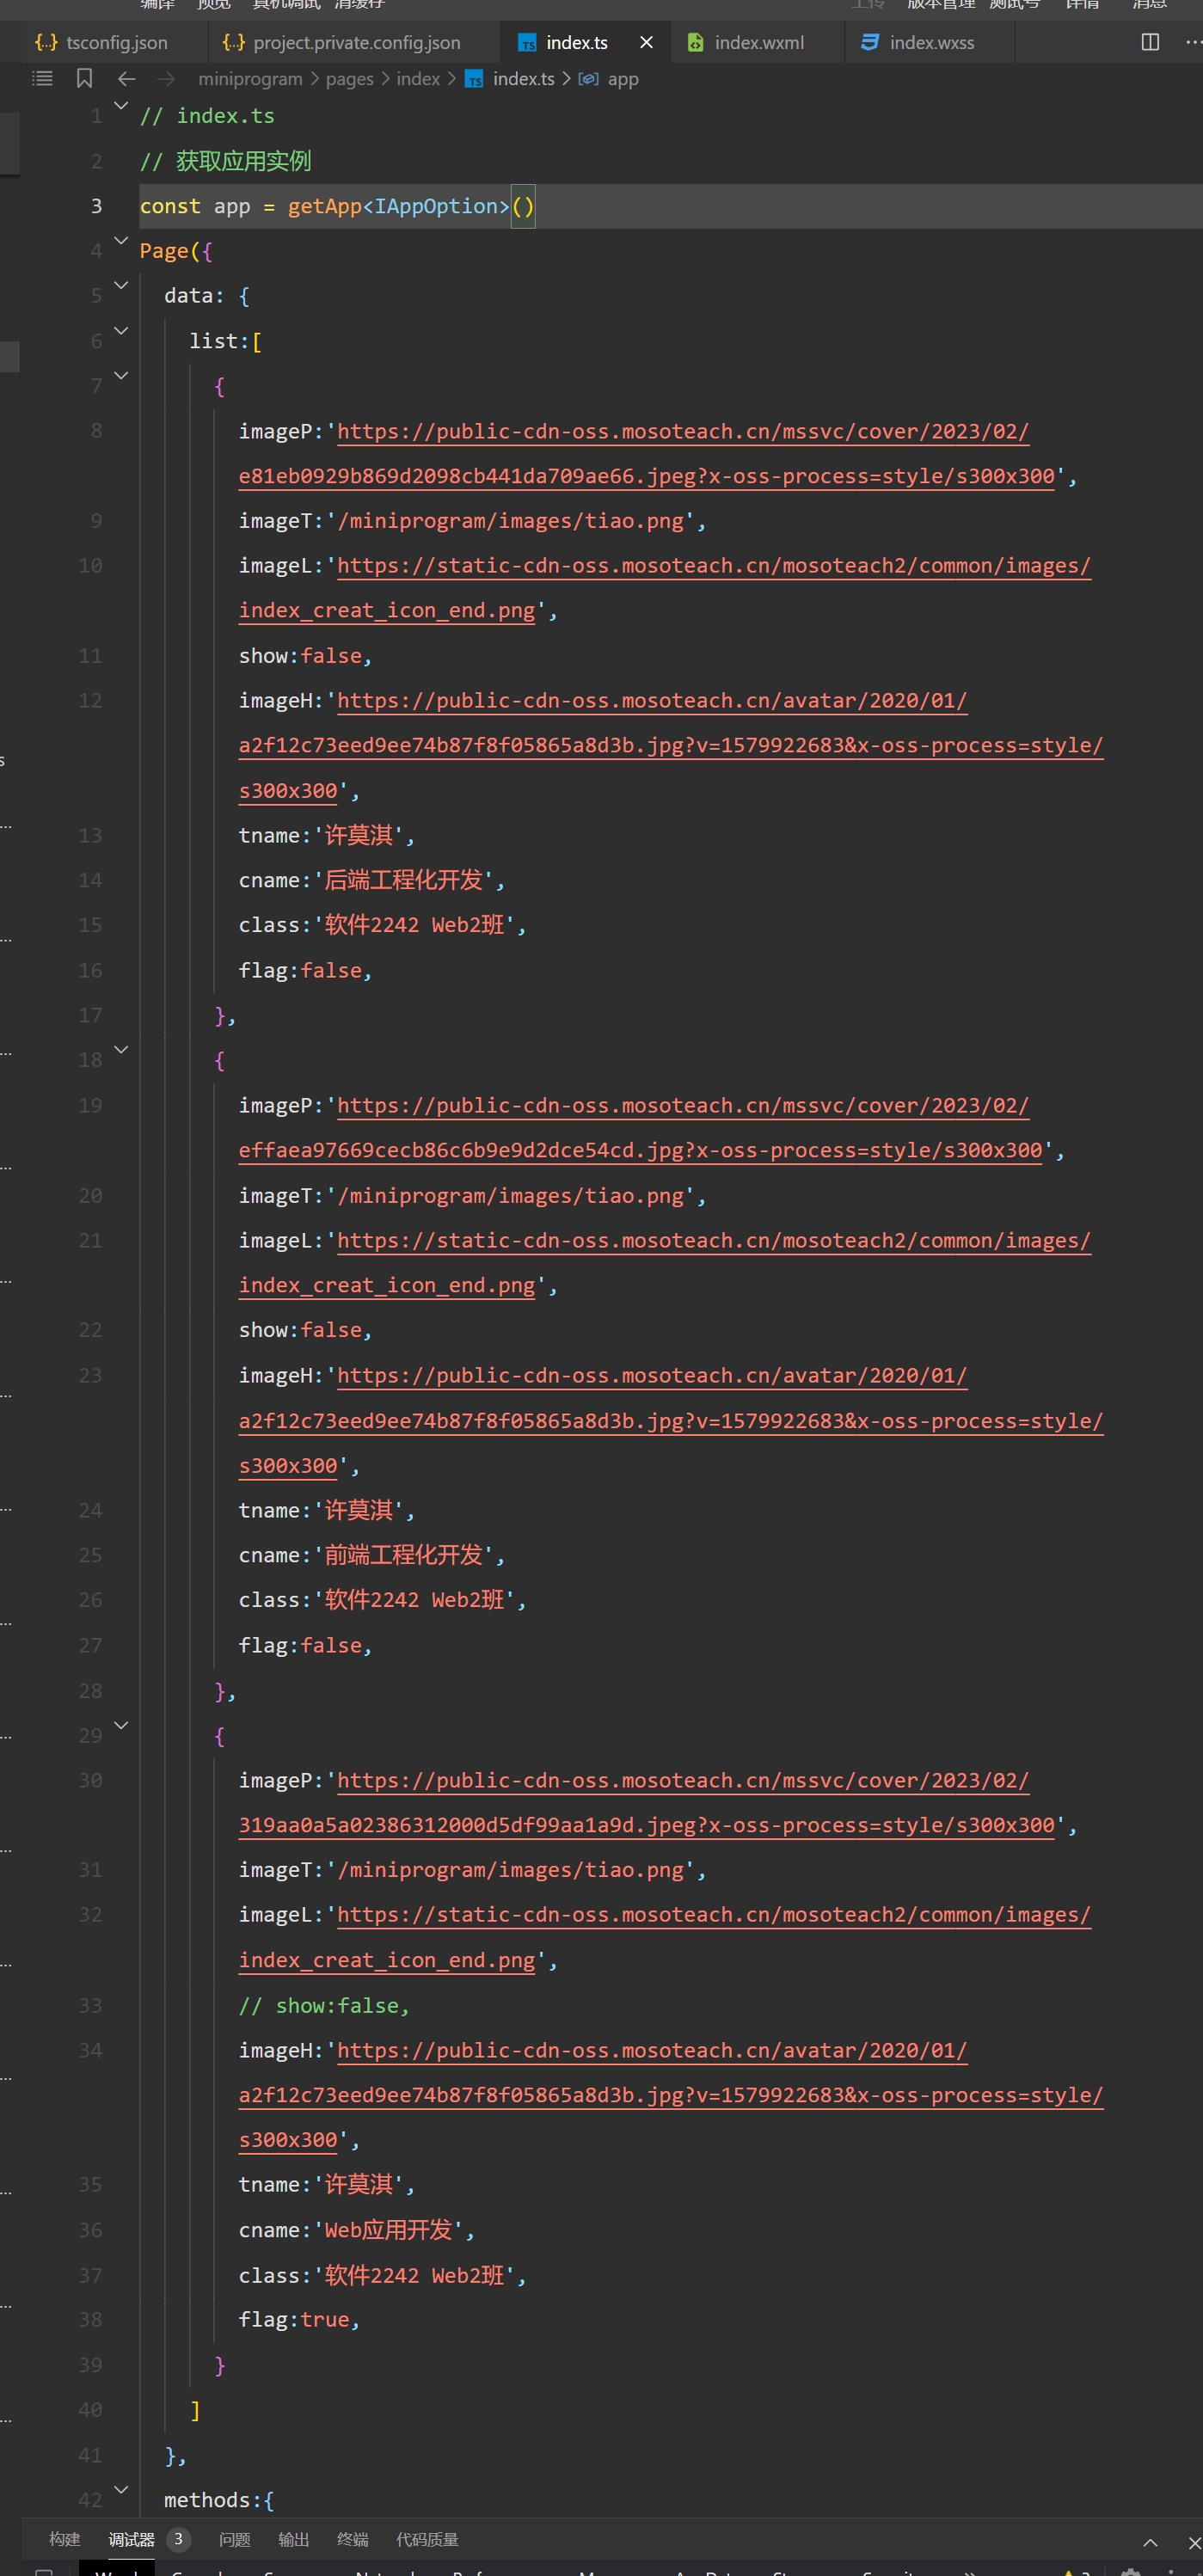 编译 预览 真机调试 清缓存 上传 版本管理 测试号 详情 消息
tsconfig.json project.private.config.json index.ts index.wxml index.wxss
miniprogram > pages > index > index.ts > app
1 // index.ts
2 // 获取应用实例
3 const app = getApp<IAppOption>()
4 Page({
5 data: {
6 list:[
7 {
8 imageP:'https://public-cdn-oss.mosoteach.cn/mssvc/cover/2023/02/
e81eb0929b869d2098cb441da709ae66.jpeg?x-oss-process=style/s300x300',
9 imageT:'/miniprogram/images/tiao.png',
10 imageL:'https://static-cdn-oss.mosoteach.cn/mosoteach2/common/images/
index_creat_icon_end.png',
11 show:false,
12 imageH:'https://public-cdn-oss.mosoteach.cn/avatar/2020/01/
a2f12c73eed9ee74b87f8f05865a8d3b.jpg?v=1579922683&x-oss-process=style/
s300x300',
13 tname:'许莫淇',
14 cname:'后端工程化开发',
15 class:'软件2242 Web2班',
16 flag:false,
17 },
18 {
19 imageP:'https://public-cdn-oss.mosoteach.cn/mssvc/cover/2023/02/
effaea97669cecb86c6b9e9d2dce54cd.jpg?x-oss-process=style/s300x300',
20 imageT:'/miniprogram/images/tiao.png',
21 imageL:'https://static-cdn-oss.mosoteach.cn/mosoteach2/common/images/
index_creat_icon_end.png',
22 show:false,
23 imageH:'https://public-cdn-oss.mosoteach.cn/avatar/2020/01/
a2f12c73eed9ee74b87f8f05865a8d3b.jpg?v=1579922683&x-oss-process=style/
s300x300',
24 tname:'许莫淇',
25 cname:'前端工程化开发',
26 class:'软件2242 Web2班',
27 flag:false,
28 },
29 {
30 imageP:'https://public-cdn-oss.mosoteach.cn/mssvc/cover/2023/02/
319aa0a5a02386312000d5df99aa1a9d.jpeg?x-oss-process=style/s300x300',
31 imageT:'/miniprogram/images/tiao.png',
32 imageL:'https://static-cdn-oss.mosoteach.cn/mosoteach2/common/images/
index_creat_icon_end.png',
33 // show:false,
34 imageH:'https://public-cdn-oss.mosoteach.cn/avatar/2020/01/
a2f12c73eed9ee74b87f8f05865a8d3b.jpg?v=1579922683&x-oss-process=style/
s300x300',
35 tname:'许莫淇',
36 cname:'Web应用开发',
37 class:'软件2242 Web2班',
38 flag:true,
39 }
40 ]
41 },
42 methods:{
构建 调试器 3 问题 输出 终端 代码质量